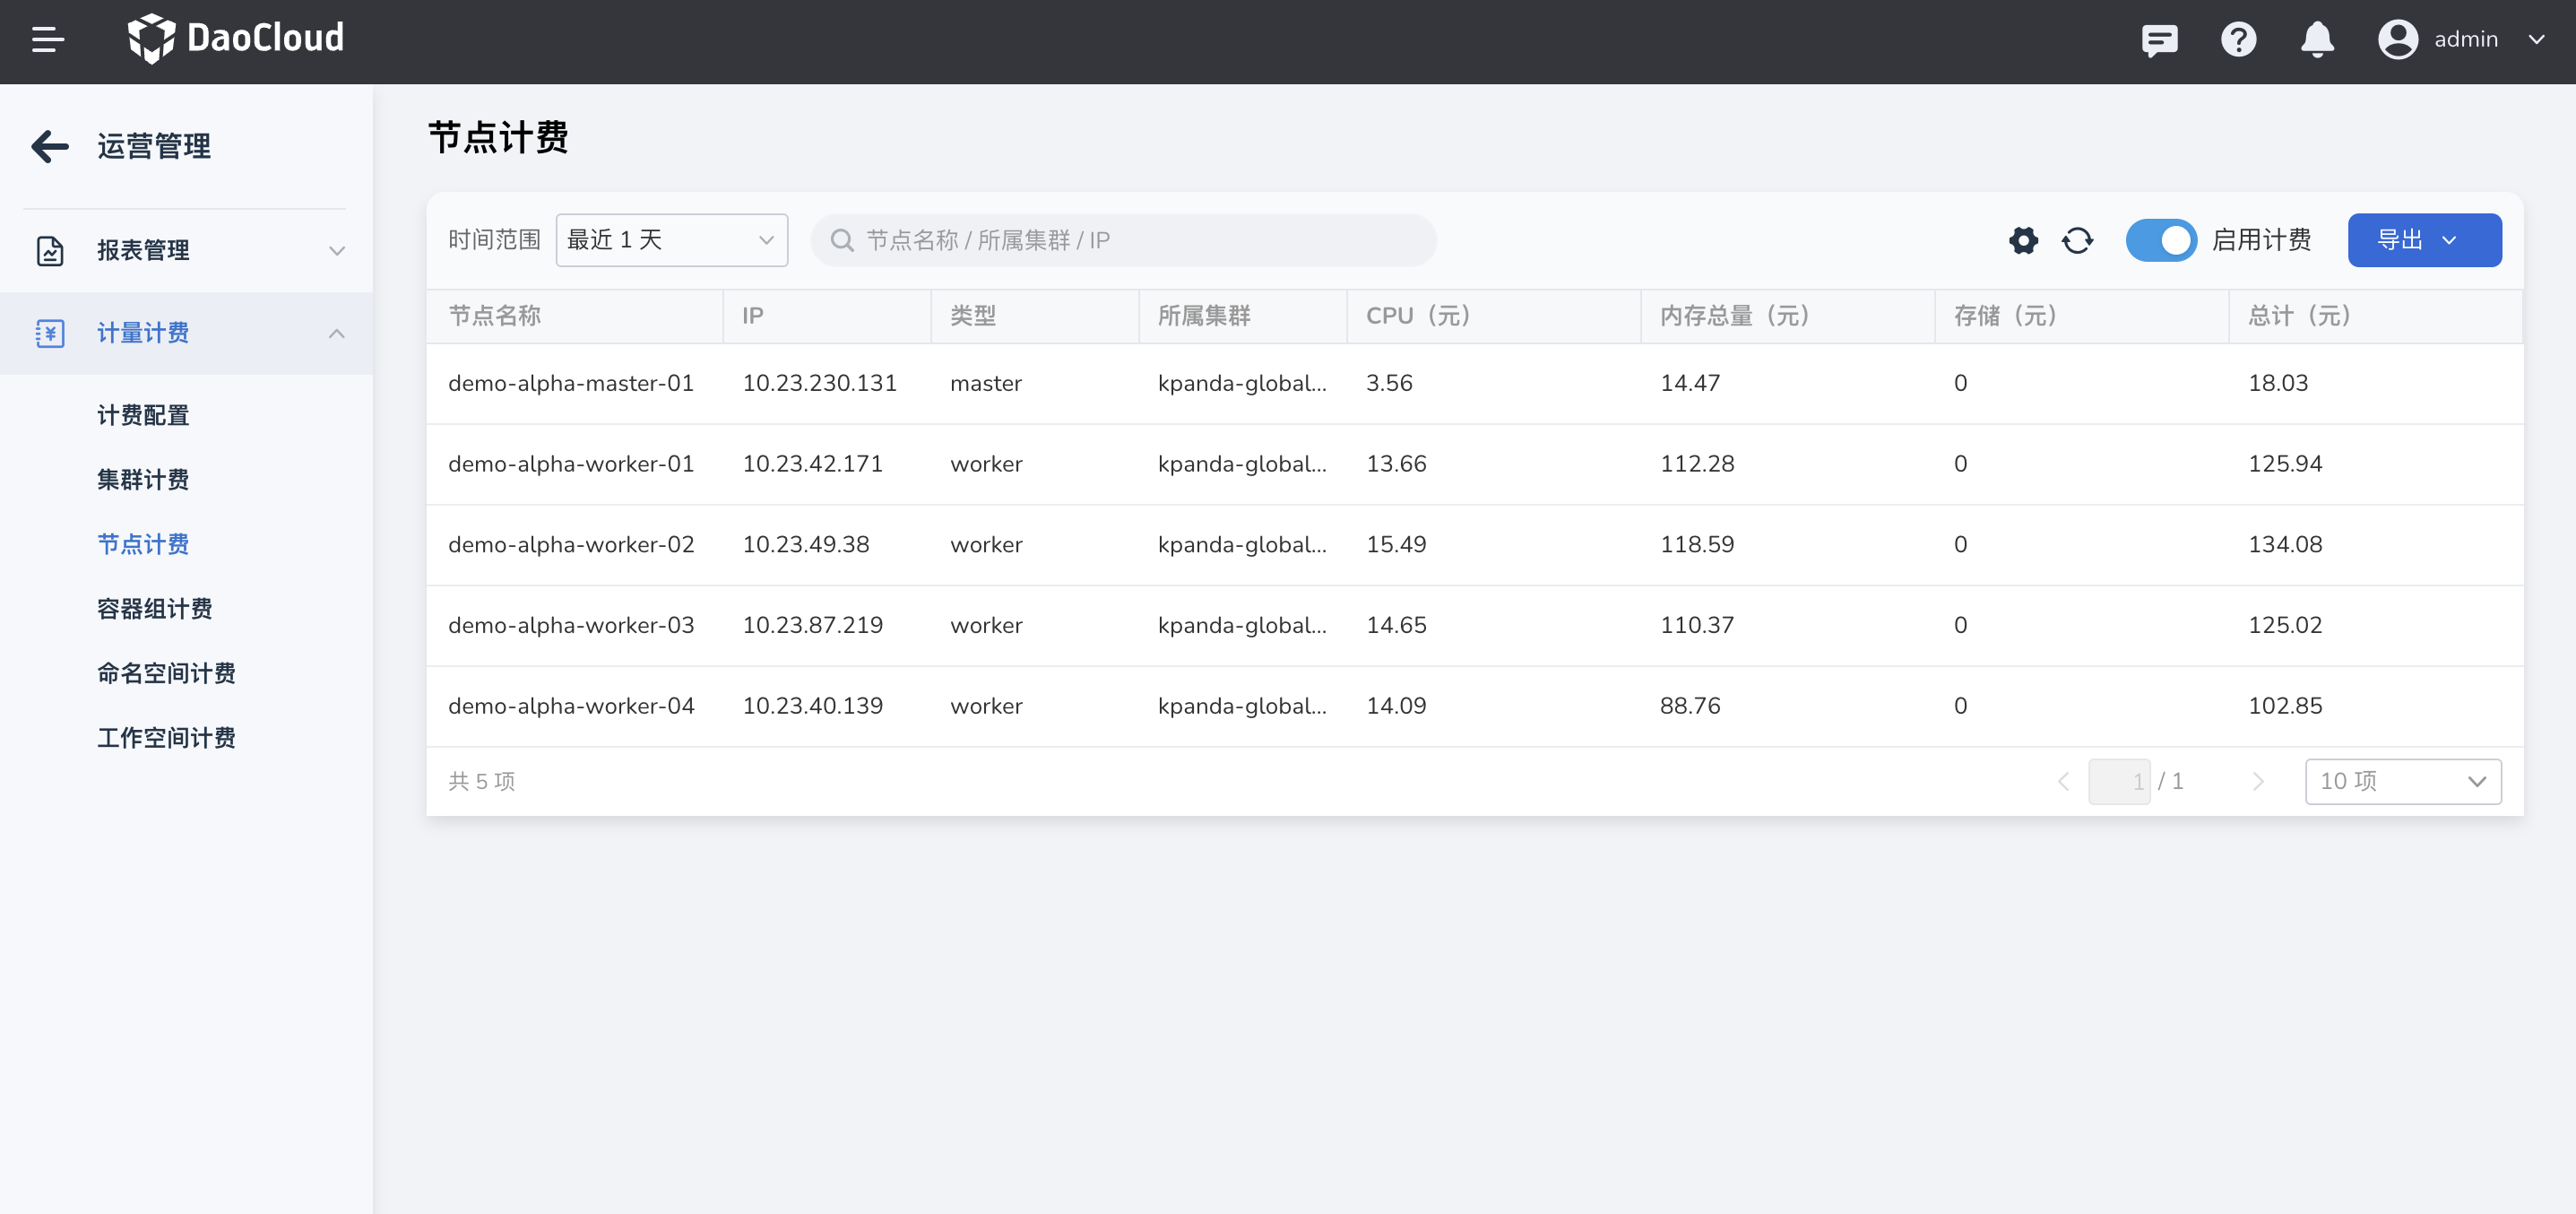 DaoCloud
admin
运营管理
报表管理
计量计费
计费配置
集群计费
节点计费
容器组计费
命名空间计费
工作空间计费
节点计费
时间范围 最近 1 天 节点名称 / 所属集群 / IP 启用计费 导出
节点名称 IP 类型 所属集群 CPU（元） 内存总量（元） 存储（元） 总计（元）
demo-alpha-master-01 10.23.230.131 master kpanda-global... 3.56 14.47 0 18.03
demo-alpha-worker-01 10.23.42.171 worker kpanda-global... 13.66 112.28 0 125.94
demo-alpha-worker-02 10.23.49.38 worker kpanda-global... 15.49 118.59 0 134.08
demo-alpha-worker-03 10.23.87.219 worker kpanda-global... 14.65 110.37 0 125.02
demo-alpha-worker-04 10.23.40.139 worker kpanda-global... 14.09 88.76 0 102.85
共 5 项 1 / 1 10 项